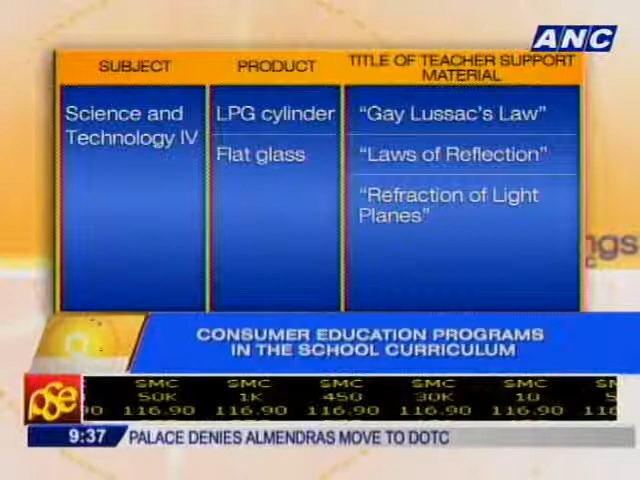 ANC
SUBJECT
PRODUCT
TITLE OF TEACHER SUPPORT
MATERIAL
Science and
Technology IV
LPG cylinder
Flat glass
"Gay Lussac's Law"
"Laws of Reflection"
"Refraction of Light
Planes"
ngs
CONSUMER EDUCATION PROGRAMS
IN THE SCHOOL CURRICULUM
pse
SMC SMC SMC SMC SMC
50K 1K 450 30K 10
90 116.90 116.90 116.90 116.90 116.90 116
9:37 PALACE DENIES ALMENDRAS MOVE TO DOTC